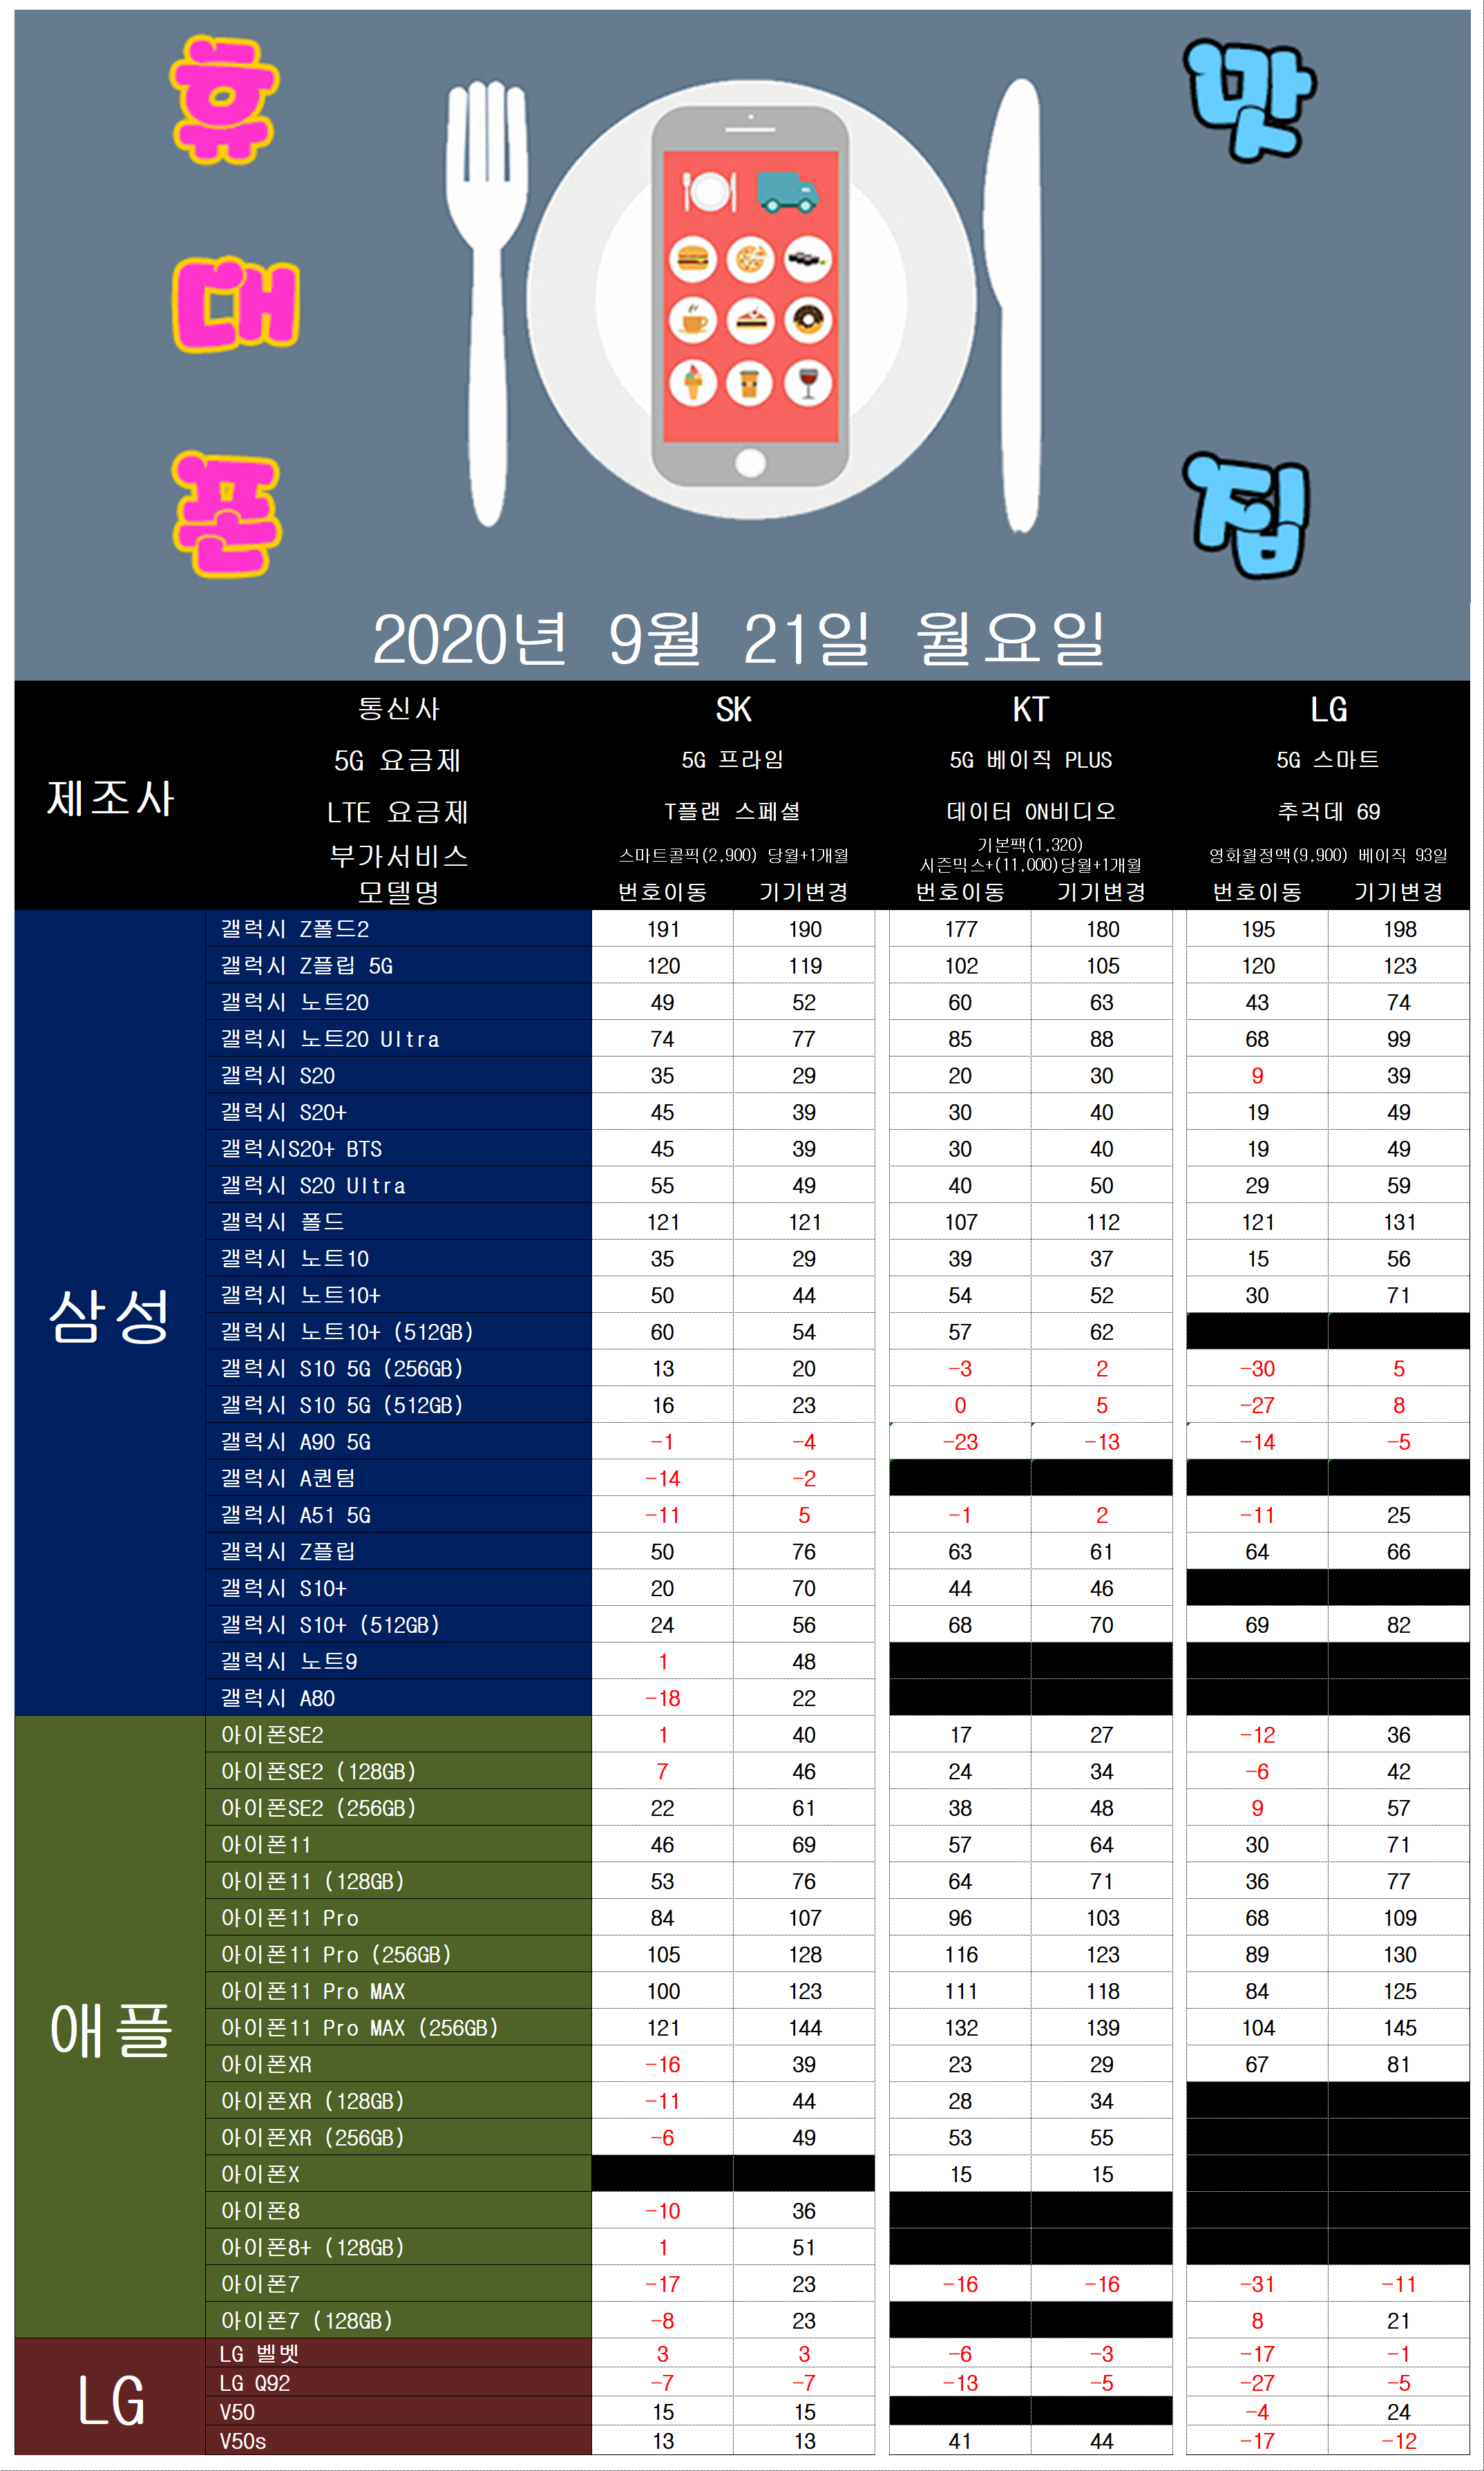 휴
대
폰
맛
집
2020년 9월 21일 월요일
제조사
통신사 SK KT LG
5G 요금제 5G 프라임 5G 베이직 PLUS 5G 스마트
LTE 요금제 T플랜 스페셜 데이터 ON비디오 추걱데 69
부가서비스 스마트콜픽(2,900) 당월+1개월 기본팩(1,320) 영화월정액(9,900) 베이직 93일
시즌믹스+(11,000)당월+1개월
모델명 번호이동 기기변경 번호이동 기기변경 번호이동 기기변경
삼성
갤럭시 Z폴드2 191 190 177 180 195 198
갤럭시 Z플립 5G 120 119 102 105 120 123
갤럭시 노트20 49 52 60 63 43 74
갤럭시 노트20 Ultra 74 77 85 88 68 99
갤럭시 S20 35 29 20 30 9 39
갤럭시 S20+ 45 39 30 40 19 49
갤럭시S20+ BTS 45 39 30 40 19 49
갤럭시 S20 Ultra 55 49 40 50 29 59
갤럭시 폴드 121 121 107 112 121 131
갤럭시 노트10 35 29 39 37 15 56
갤럭시 노트10+ 50 44 54 52 30 71
갤럭시 노트10+ (512GB) 60 54 57 62
갤럭시 S10 5G (256GB) 13 20 -3 2 -30 5
갤럭시 S10 5G (512GB) 16 23 0 5 -27 8
갤럭시 A90 5G -1 -4 -23 -13 -14 -5
갤럭시 A퀀텀 -14 -2
갤럭시 A51 5G -11 5 -1 2 -11 25
갤럭시 Z플립 50 76 63 61 64 66
갤럭시 S10+ 20 70 44 46
갤럭시 S10+ (512GB) 24 56 68 70 69 82
갤럭시 노트9 1 48
갤럭시 A80 -18 22
애플
아이폰SE2 1 40 17 27 -12 36
아이폰SE2 (128GB) 7 46 24 34 -6 42
아이폰SE2 (256GB) 22 61 38 48 9 57
아이폰11 46 69 57 64 30 71
아이폰11 (128GB) 53 76 64 71 36 77
아이폰11 Pro 84 107 96 103 68 109
아이폰11 Pro (256GB) 105 128 116 123 89 130
아이폰11 Pro MAX 100 123 111 118 84 125
아이폰11 Pro MAX (256GB) 121 144 132 139 104 145
아이폰XR -16 39 23 29 67 81
아이폰XR (128GB) -11 44 28 34
아이폰XR (256GB) -6 49 53 55
아이폰X 15 15
아이폰8 -10 36
아이폰8+ (128GB) 1 51
아이폰7 -17 23 -16 -16 -31 -11
아이폰7 (128GB) -8 23 8 21
LG
LG 벨벳 3 3 -6 -3 -17 -1
LG Q92 -7 -7 -13 -5 -27 -5
V50 15 15 -4 24
V50s 13 13 41 44 -17 -12